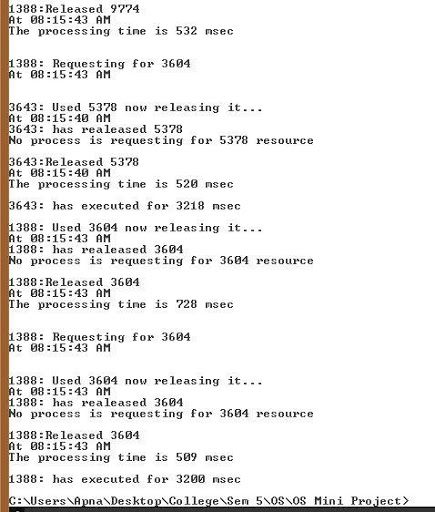 1388:Released 9774
At 08:15:43 AM
The processing time is 532 msec
1388: Requesting for 3604
At 08:15:43 AM
3643: Used 5378 now releasing it...
At 08:15:40 AM
3643: has realeased 5378
No process is requesting for 5378 resource
3643:Released 5378
At 08:15:40 AM
The processing time is 520 msec
3643: has executed for 3218 msec
1388: Used 3604 now releasing it...
At 08:15:43 AM
1388: has realeased 3604
No process is requesting for 3604 resource
1388:Released 3604
At 08:15:43 AM
The processing time is 728 msec
1388: Requesting for 3604
At 08:15:43 AM
1388: Used 3604 now releasing it...
At 08:15:43 AM
1388: has realeased 3604
No process is requesting for 3604 resource
1388:Released 3604
At 08:15:43 AM
The processing time is 509 msec
1388: has executed for 3200 msec
C:\Users\Apna\Desktop\College\Sem 5\OS\OS Mini Project>